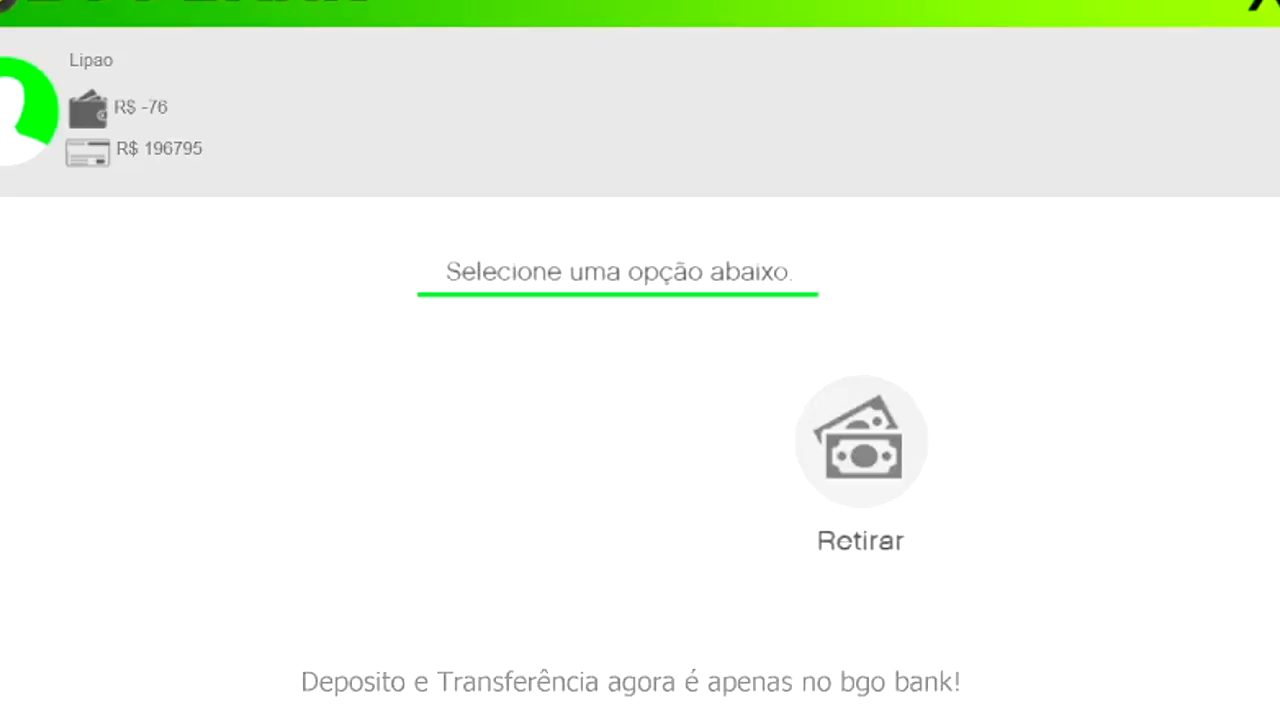 Lipao
R$ -76
R$ 196795
Selecione uma opção abaixo.
Retirar
Deposito e Transferência agora é apenas no bgo bank!